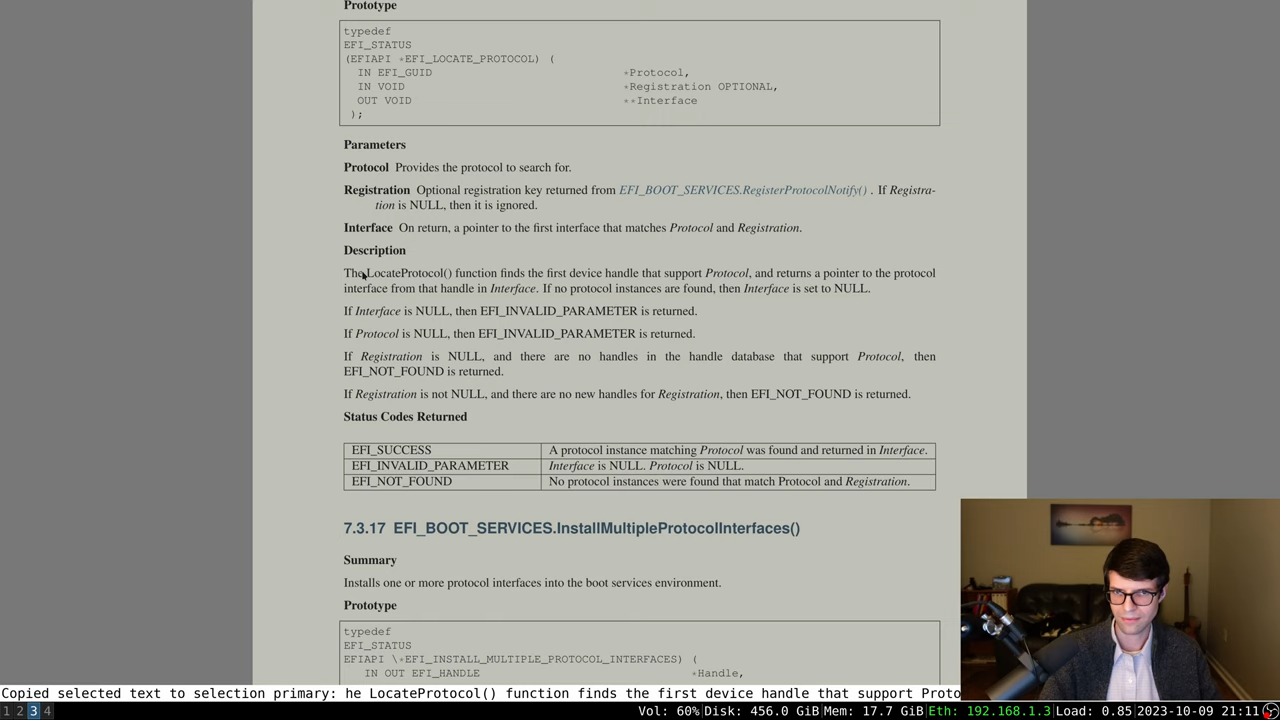 Prototype
typedef
EFI_STATUS
(EFIAPI *EFI_LOCATE_PROTOCOL) (
IN EFI_GUID *Protocol,
IN VOID *Registration OPTIONAL,
OUT VOID **Interface
);
Parameters
Protocol Provides the protocol to search for.
Registration Optional registration key returned from EFI_BOOT_SERVICES.RegisterProtocolNotify() . If Registra-
tion is NULL, then it is ignored.
Interface On return, a pointer to the first interface that matches Protocol and Registration.
Description
The LocateProtocol() function finds the first device handle that support Protocol, and returns a pointer to the protocol
interface from that handle in Interface. If no protocol instances are found, then Interface is set to NULL.
If Interface is NULL, then EFI_INVALID_PARAMETER is returned.
If Protocol is NULL, then EFI_INVALID_PARAMETER is returned.
If Registration is NULL, and there are no handles in the handle database that support Protocol, then
EFI_NOT_FOUND is returned.
If Registration is not NULL, and there are no new handles for Registration, then EFI_NOT_FOUND is returned.
Status Codes Returned
EFI_SUCCESS A protocol instance matching Protocol was found and returned in Interface.
EFI_INVALID_PARAMETER Interface is NULL. Protocol is NULL.
EFI_NOT_FOUND No protocol instances were found that match Protocol and Registration.
7.3.17 EFI_BOOT_SERVICES.InstallMultipleProtocolInterfaces()
Summary
Installs one or more protocol interfaces into the boot services environment.
Prototype
typedef
EFI_STATUS
EFIAPI \*EFI_INSTALL_MULTIPLE_PROTOCOL_INTERFACES) (
IN OUT EFI_HANDLE *Handle,
Copied selected text to selection primary: he LocateProtocol() function finds the first device handle that support Proto
1 2 3 4 Vol: 60% Disk: 456.0 GiB Mem: 17.7 GiB Eth: 192.168.1.3 Load: 0.85 2023-10-09 21:11